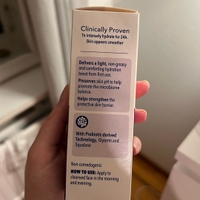 Clinically Proven
To intensely hydrate for 24h.
Skin appears smoother
Delivers a light, non-greasy
and comforting hydration
boost from first use.
Preserves skin pH to help
promote the microbiome
balance.
Helps strengthen the
protective skin barrier.
With Prebiotic derived
Technology, Glycerin and
Squalane
Non-comedogenic
HOW TO USE: Apply to
cleansed face in the morning
and evening.